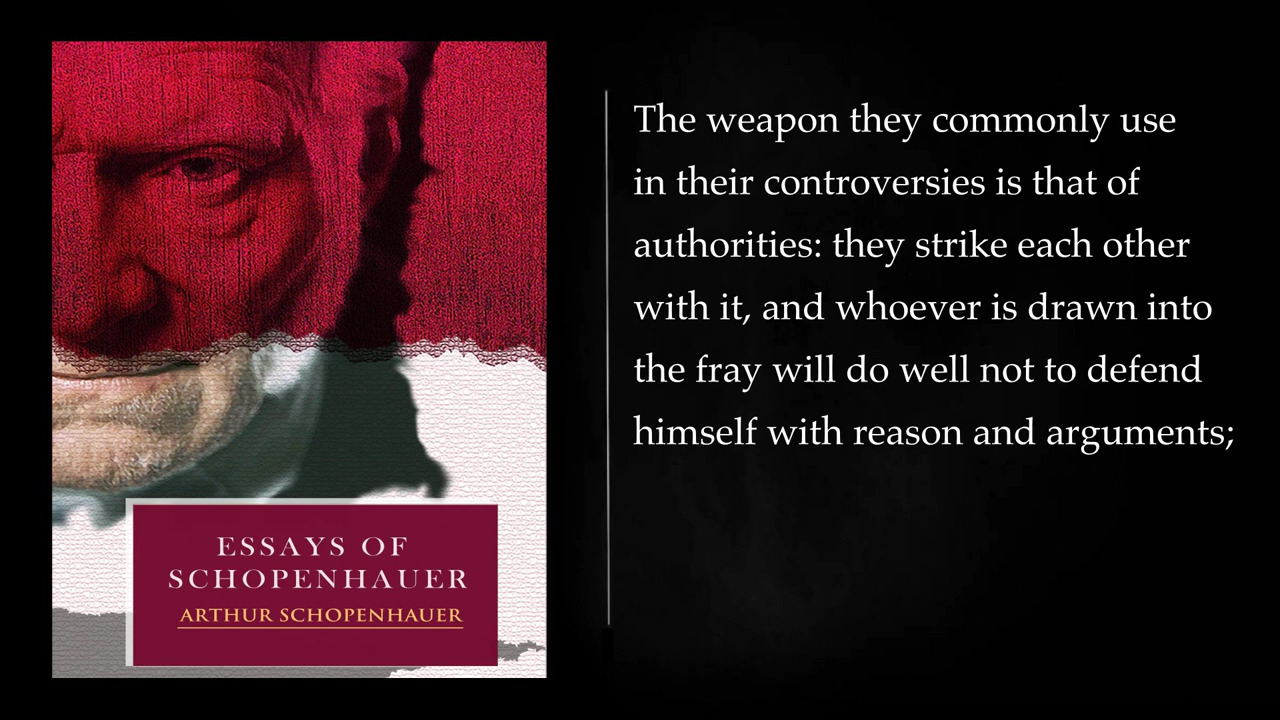 ESSAYS OF
SCHOPENHAUER
ARTHUR SCHOPENHAUER
The weapon they commonly use
in their controversies is that of
authorities: they strike each other
with it, and whoever is drawn into
the fray will do well not to defend
himself with reason and arguments;